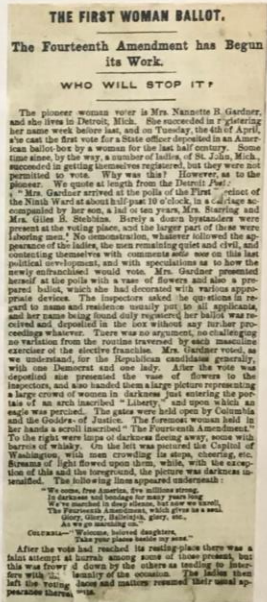 THE FIRST WOMAN BALLOT.
The Fourteenth Amendment has Begun
its Work.
WHO WILL STOP IT?
The pioneer woman voter is Mrs. Nannette B. Gardner,
and she lives in Detroit, Mich. She succeeded in registering
her name week before last, and on Tuesday, the 4th of April,
she cast the first vote for a State officer deposited in an Amer-
ican ballot-box by a woman for the last half century. Some
time since, by the way, a number of ladies, of St. John, Mich.,
succeeded in getting themselves registered, but they were not
permitted to vote. Why was this? However, as to the
pioneer. We quote at length from the Detroit Post:
"Mrs. Gardner arrived at the polls of the First
Ninth Ward at about half-past 10 o'clock, in a carriage ac-
companied by her son, a lad of ten years, Mrs. Starring and
Mrs. Giles B. Stebbins. Barely a dozen bystanders were
present at the voting place, and the larger part of these were
laboring men. No demonstration, whatever followed the ap-
pearance of the ladies, the men remaining quiet and civil, and
contenting themselves with comments sotto voce on this last
political development, and with speculations as to how the
newly enfranchised would vote. Mrs. Gardner presented
herself at the polls with a vase of flowers and also a pre-
pared ballot, which she had decorated with various appro-
priate devices. The inspectors asked the questions in re-
gard to name and residence usually put to all applicants,
and her name being found duly registered, her ballot was re-
ceived and deposited in the box without any further pro-
ceedings whatever. There was no argument, no challenging
no variation from the routine traversed by each masculine
exerciser of the elective franchise. Mrs. Gardner voted, as
we understand, for the Republican candidates generally,
with one Democrat and one lady. After the vote was
deposited she presented the vase of flowers to the
inspectors, and also handed them a large picture representing
a large crowd of women in darkness just entering the por-
tals of an arch inscribed "Liberty," and upon which an
eagle was perched. The gates were held open by Columbia
and the Goddess of Justice. The foremost woman held in
her hands a scroll inscribed "The Fourteenth Amendment."
To the right were imps of darkness fleeing away, some with
barrels of whisky. On the left was pictured the Capitol of
Washington, with men crowding its steps, cheering, etc.
Streams of light flowed upon them, while, with the excep-
tion of this and the foreground, the picture was darkness in-
tensified. The following lines appeared underneath:
"We come, free America, five millions strong,
In darkness and bondage for many years long
We've marched in deep silence, but now we unroll,
The Fourteenth Amendment, which gives us a soul.
Glory, Glory, Hallelujah, glory, etc.,
As we go marching on."
COLUMBIA—"Welcome, beloved daughters,
Take your places beside my sons."
After the vote had reached its resting-place there was a
faint attempt at hurrah among some of those present, but
this was frowned down by the others as tending to inter-
fere with of the occasion. The ladies then
left the voting and matters resumed their usual ap-
pearance